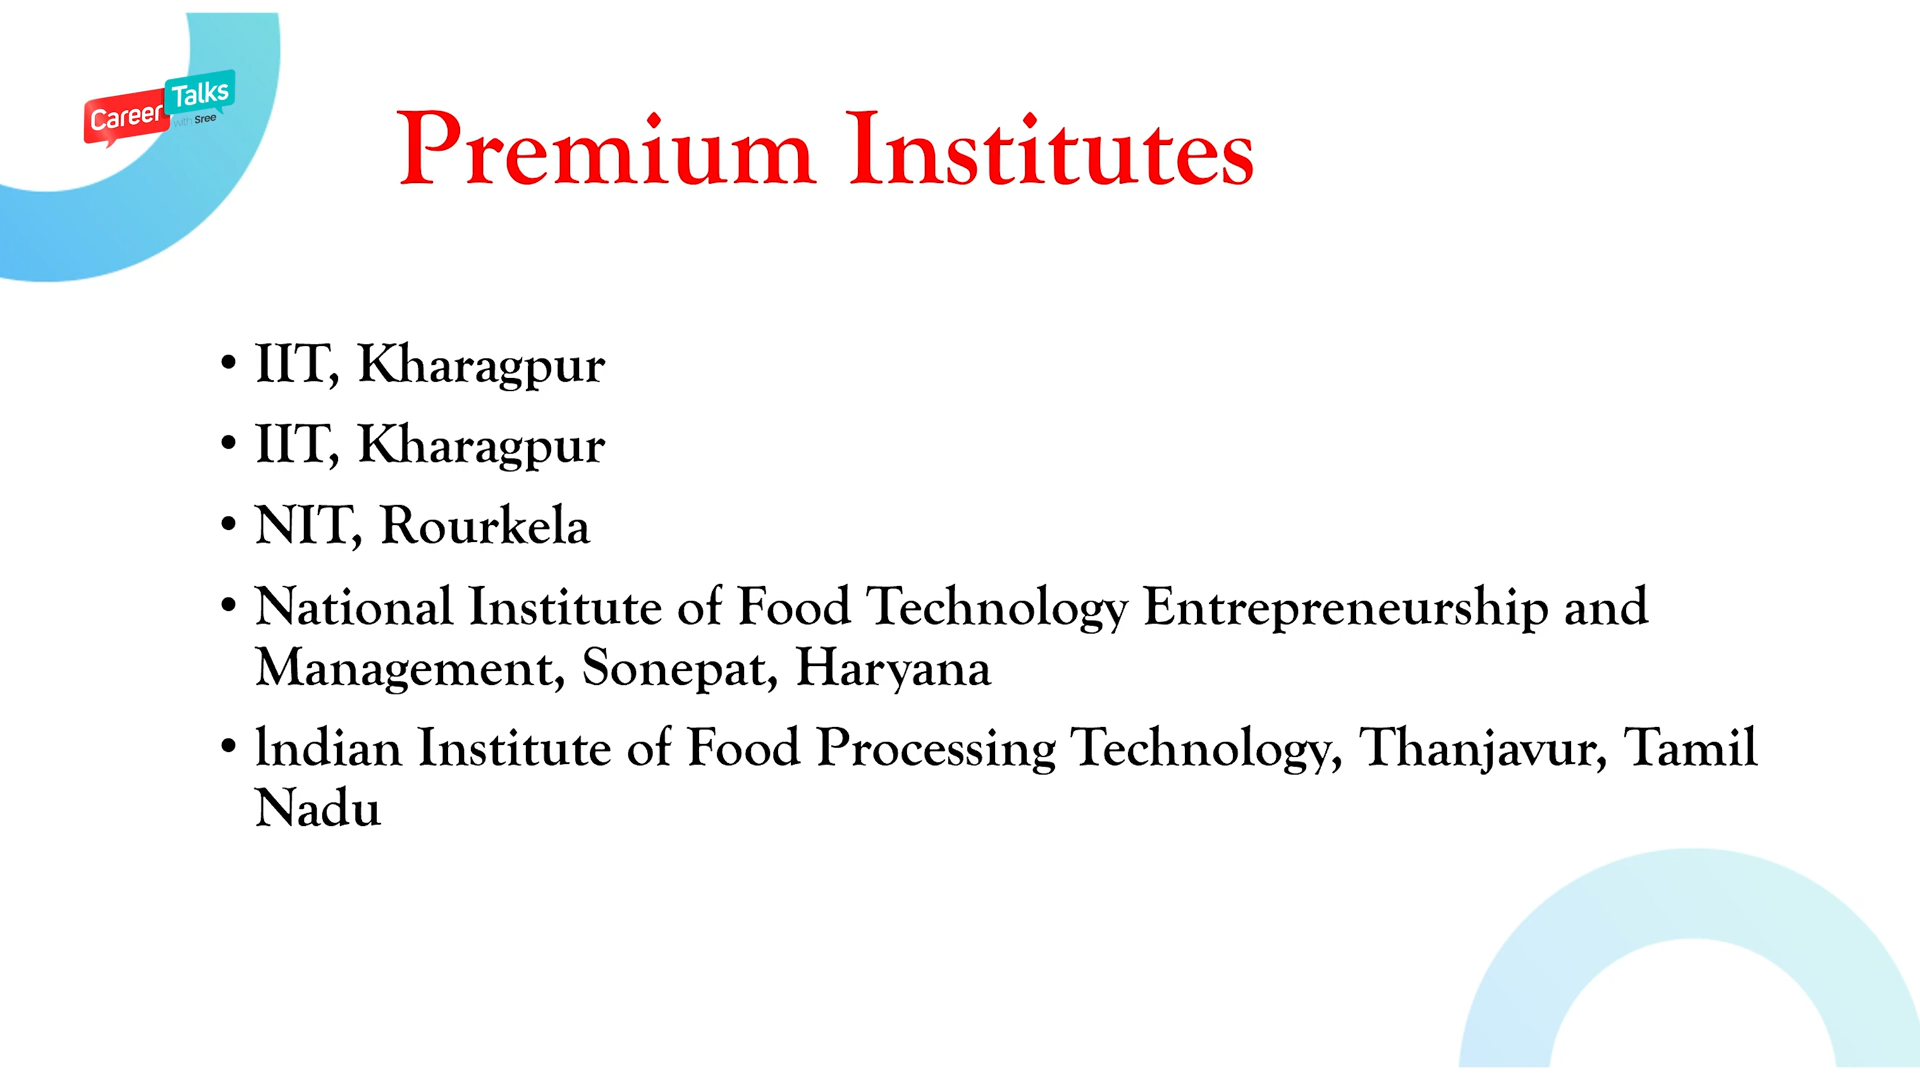 Career Talks
with Sree
Premium Institutes
• IIT, Kharagpur
• IIT, Kharagpur
• NIT, Rourkela
• National Institute of Food Technology Entrepreneurship and
Management, Sonepat, Haryana
• lndian Institute of Food Processing Technology, Thanjavur, Tamil
Nadu